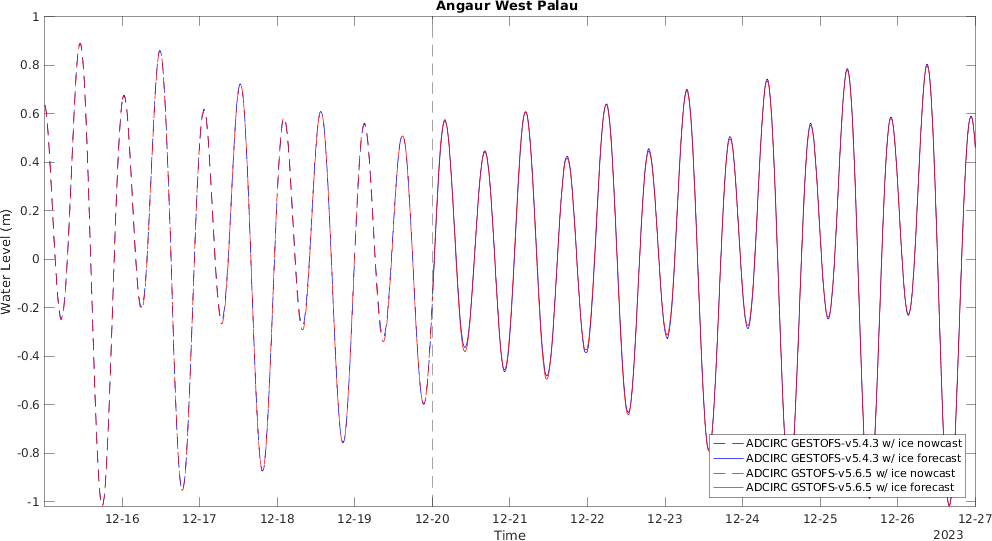 Angaur West Palau
1
0.8
0.6
0.4
0.2
0
-0.2
-0.4
-0.6
-0.8
-1
Water Level (m)
ADCIRC GESTOFS-v5.4.3 w/ ice nowcast
ADCIRC GESTOFS-v5.4.3 w/ ice forecast
ADCIRC GSTOFS-v5.6.5 w/ ice nowcast
ADCIRC GSTOFS-v5.6.5 w/ ice forecast
12-16 12-17 12-18 12-19 12-20 12-21 12-22 12-23 12-24 12-25 12-26 12-27
Time
2023